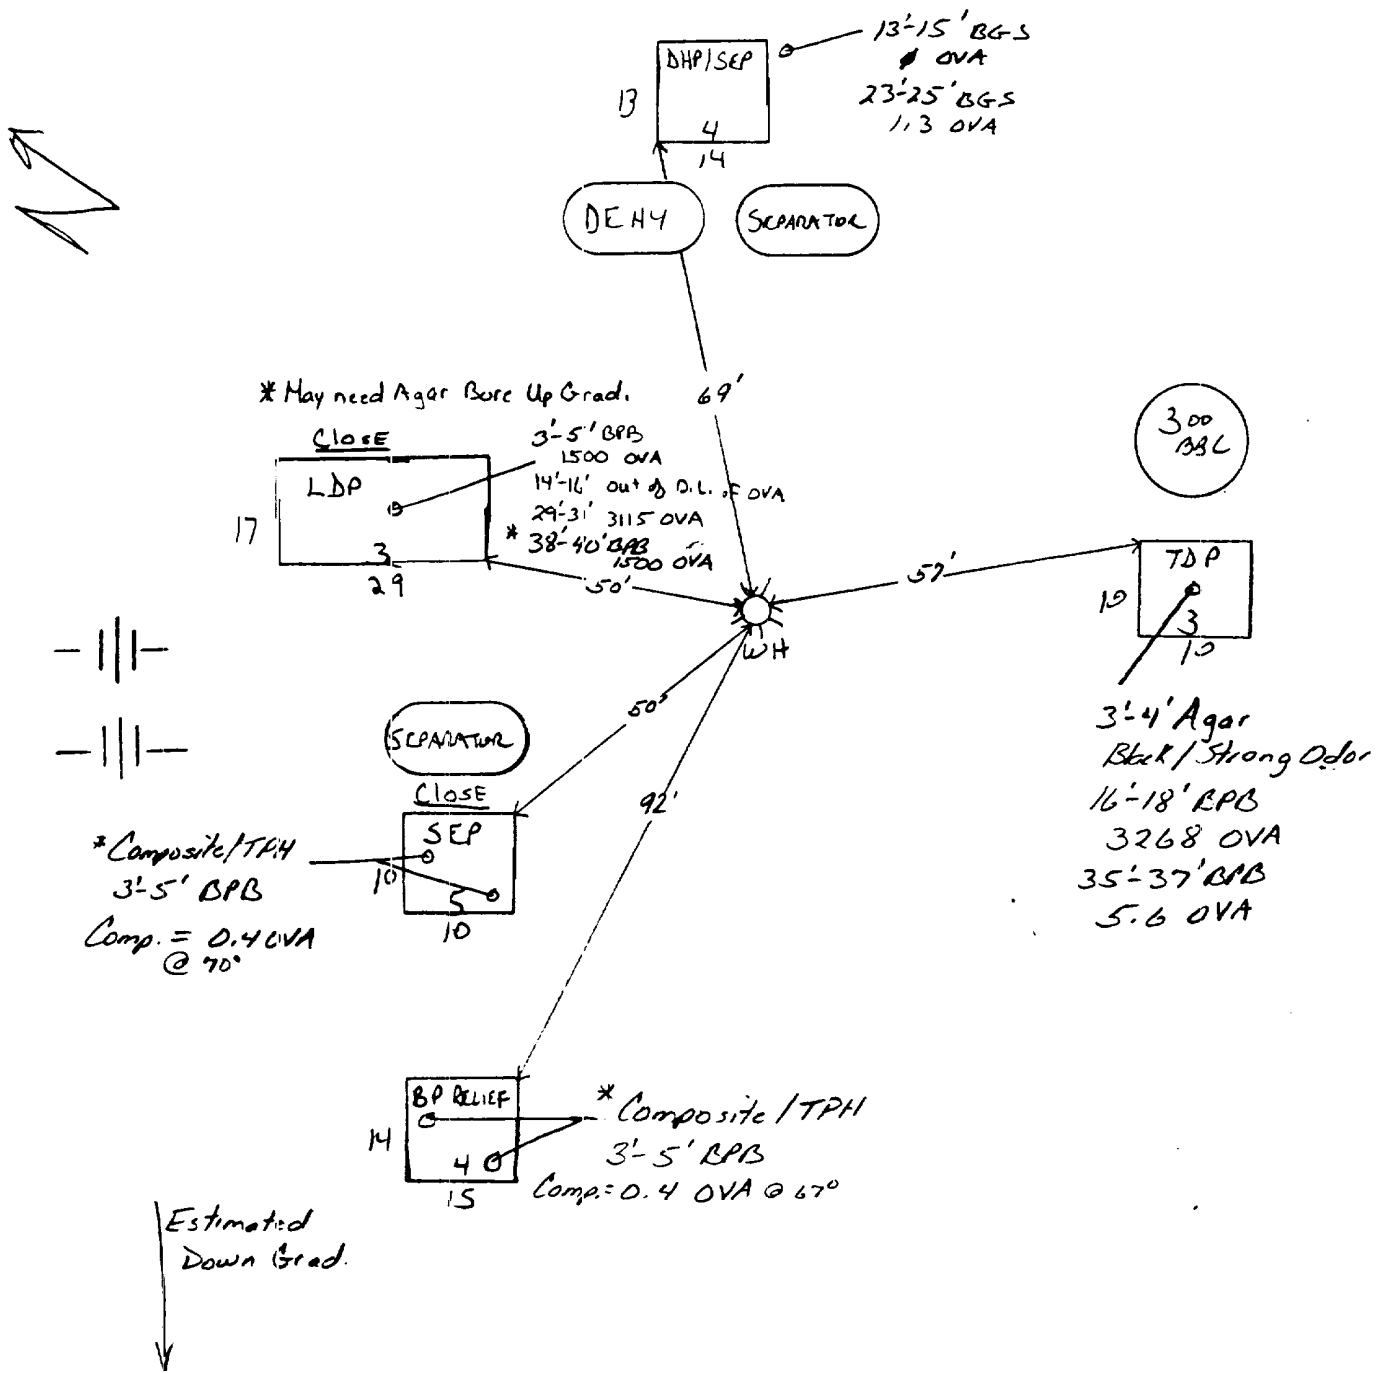 13'-15' BGS
0 OVA
23'-25' BGS
1.3 OVA
DHP/SEP
13
4
14
DEHY
SEPARATOR
69'
* May need Agar Bore Up Grad.
Close
LDP
17
3
29
3'-5' BPB
1500 OVA
14'-16' out of D.L. of OVA
29'-31' 3115 OVA
* 38'-40' BPB
1500 OVA
50'
WH
57'
300
BBL
TDP
10
3
10
3'-4' Agar
Black/Strong Odor
16'-18' BPB
3268 OVA
35'-37' BPB
5.6 OVA
50'
92'
SEPARATOR
Close
SEP
10
5
10
* Composite/TPH
3'-5' BPB
Comp. = 0.4 OVA
@ 70°
BP RELIEF
14
4
15
* Composite/TPH
3'-5' BPB
Comp.= 0.4 OVA @ 67°
Estimated
Down Grad.